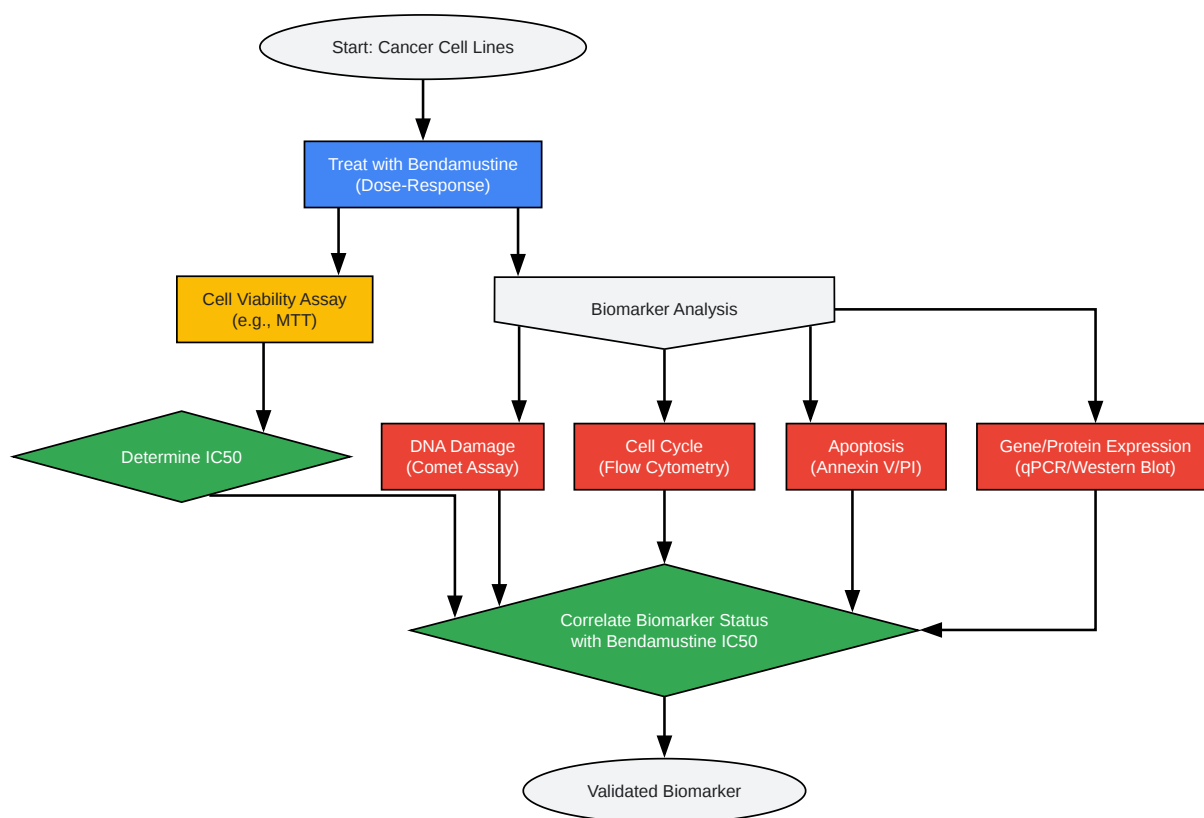 Start: Cancer Cell Lines
Treat with Bendamustine
(Dose-Response)
Cell Viability Assay
(e.g., MTT)
Biomarker Analysis
Determine IC50
DNA Damage
(Comet Assay)
Cell Cycle
(Flow Cytometry)
Apoptosis
(Annexin V/PI)
Gene/Protein Expression
(qPCR/Western Blot)
Correlate Biomarker Status
with Bendamustine IC50
Validated Biomarker